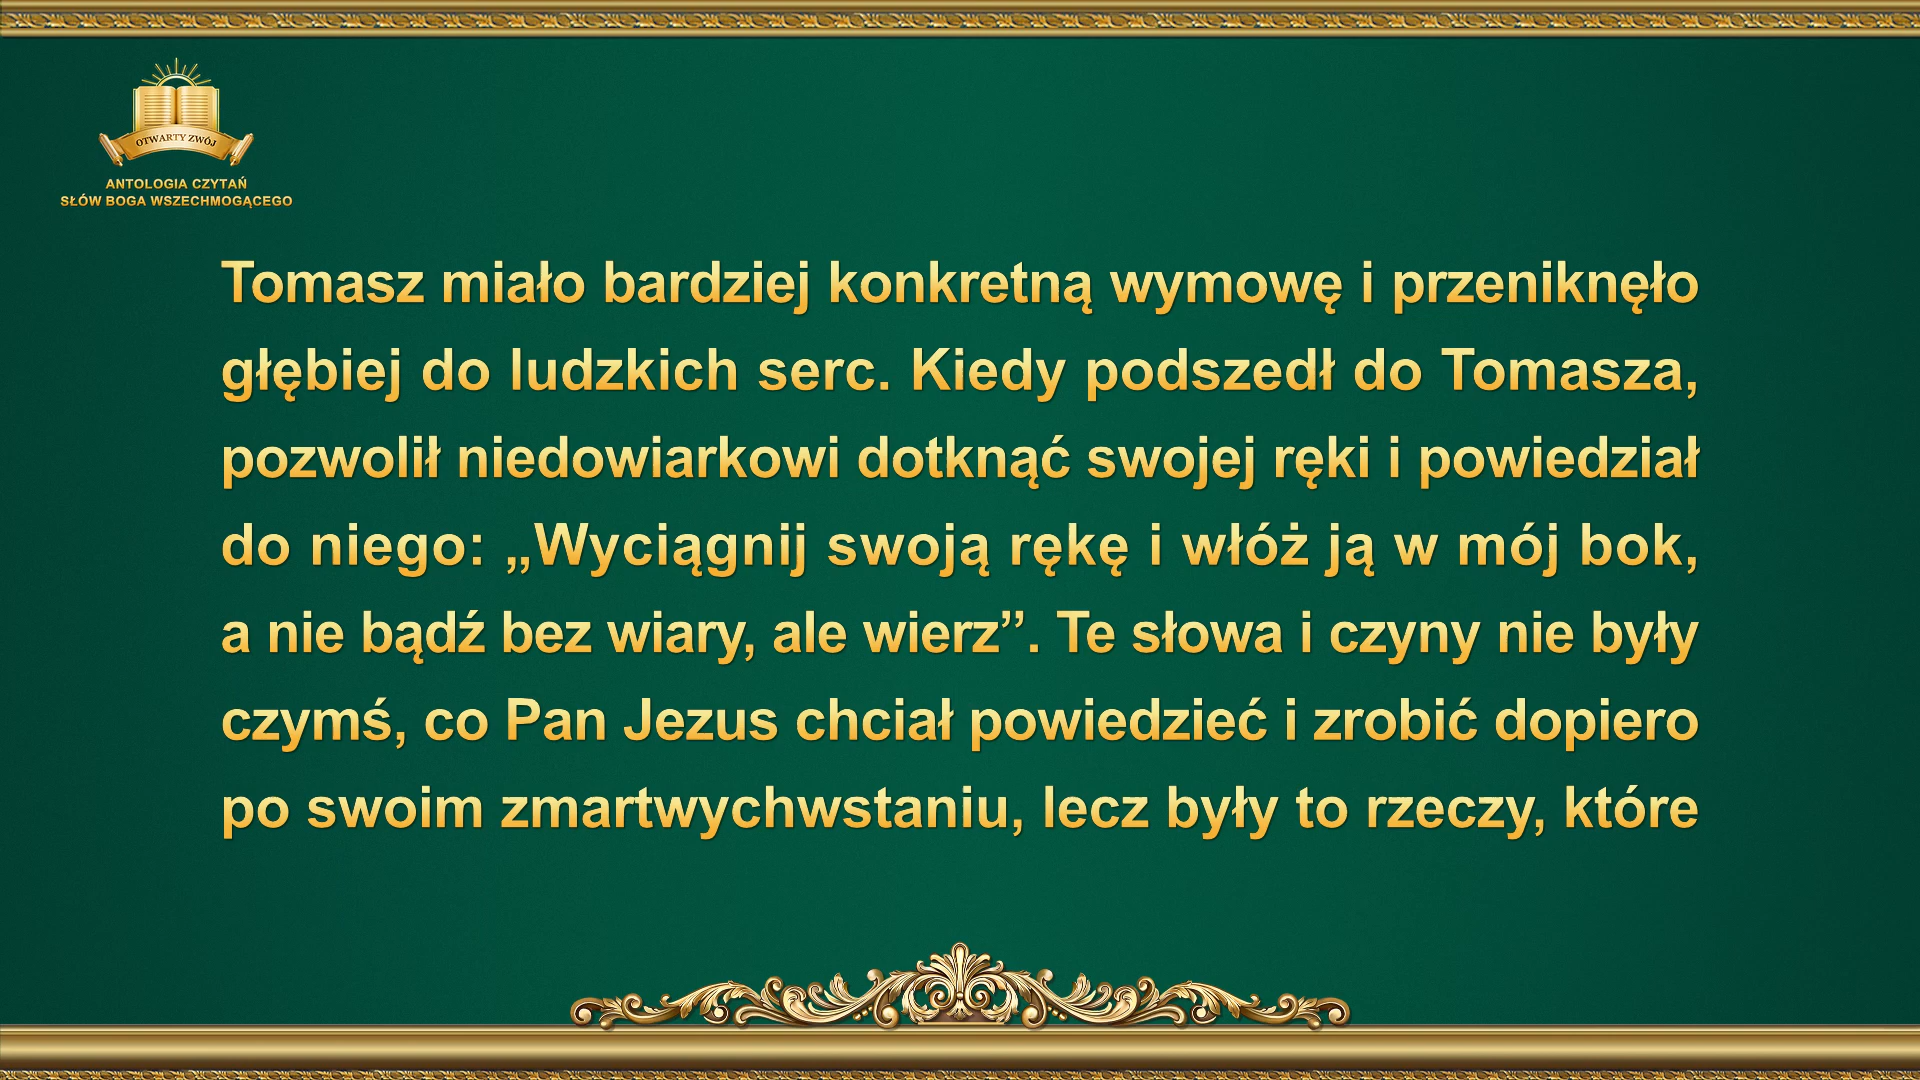 OTWARTY ZWÓJ
ANTOLOGIA CZYTAŃ
SŁÓW BOGA WSZECHMOGĄCEGO
Tomasz miało bardziej konkretną wymowę i przeniknęło
głębiej do ludzkich serc. Kiedy podszedł do Tomasza,
pozwolił niedowiarkowi dotknąć swojej ręki i powiedział
do niego: „Wyciągnij swoją rękę i włóż ją w mój bok,
a nie bądź bez wiary, ale wierz”. Te słowa i czyny nie były
czymś, co Pan Jezus chciał powiedzieć i zrobić dopiero
po swoim zmartwychwstaniu, lecz były to rzeczy, które